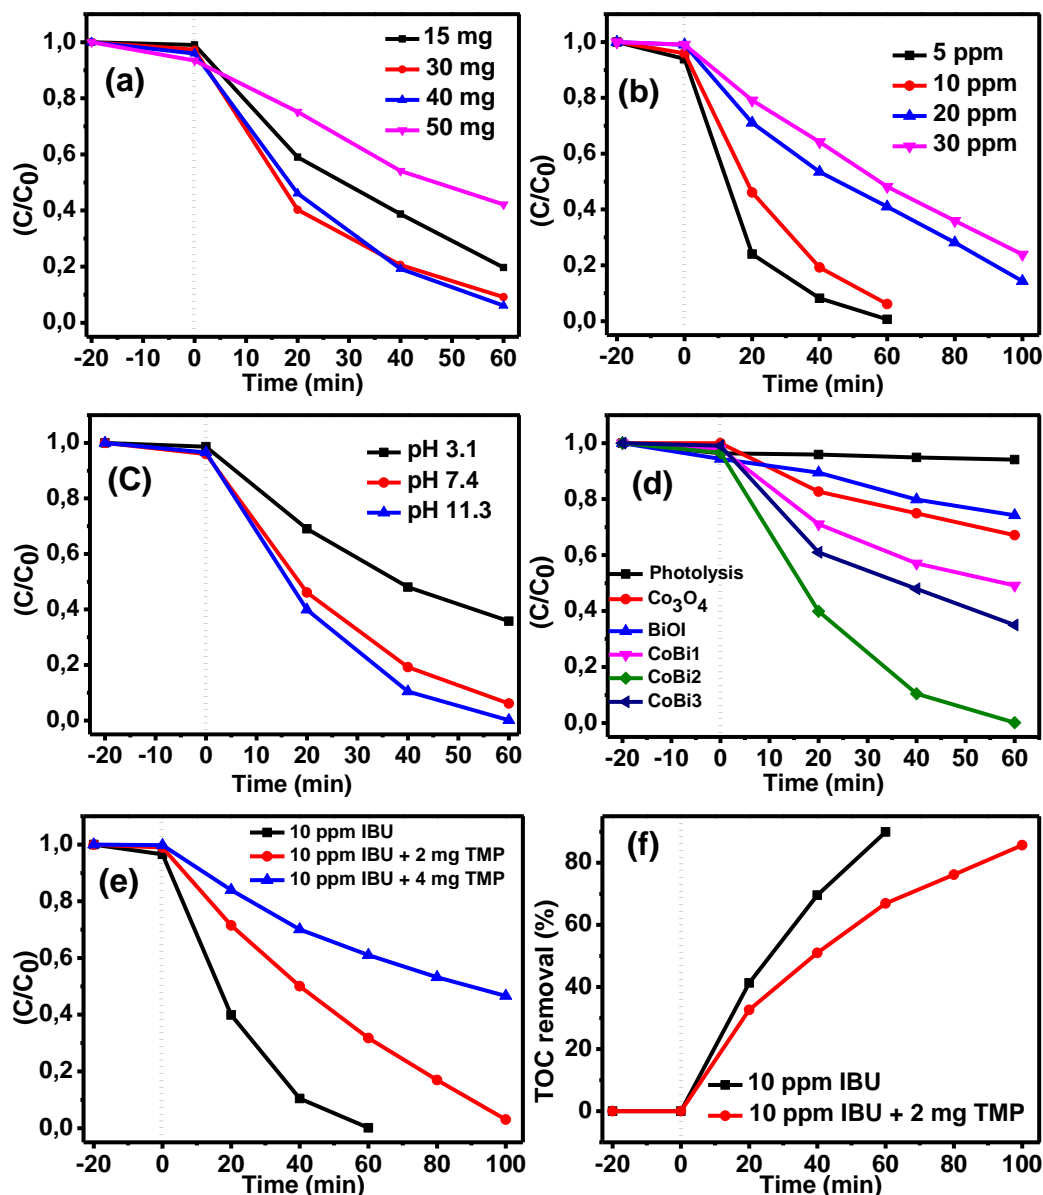 (a)
15 mg
30 mg
40 mg
50 mg
1,0
0,8
0,6
0,4
0,2
0,0
(C/C0)
-20 -10 0 10 20 30 40 50 60
Time (min)
(b)
5 ppm
10 ppm
20 ppm
30 ppm
1,0
0,8
0,6
0,4
0,2
0,0
(C/C0)
-20 0 20 40 60 80 100
Time (min)
(C)
pH 3.1
pH 7.4
pH 11.3
1,0
0,8
0,6
0,4
0,2
0,0
(C/C0)
-20 -10 0 10 20 30 40 50 60
Time (min)
(d)
Photolysis
Co3O4
BiOI
CoBi1
CoBi2
CoBi3
1,0
0,8
0,6
0,4
0,2
0,0
(C/C0)
-20 -10 0 10 20 30 40 50 60
Time (min)
(e)
10 ppm IBU
10 ppm IBU + 2 mg TMP
10 ppm IBU + 4 mg TMP
1,0
0,8
0,6
0,4
0,2
0,0
(C/C0)
-20 0 20 40 60 80 100
Time (min)
(f)
80
60
40
20
0
TOC removal (%)
10 ppm IBU
10 ppm IBU + 2 mg TMP
-20 0 20 40 60 80 100
Time (min)